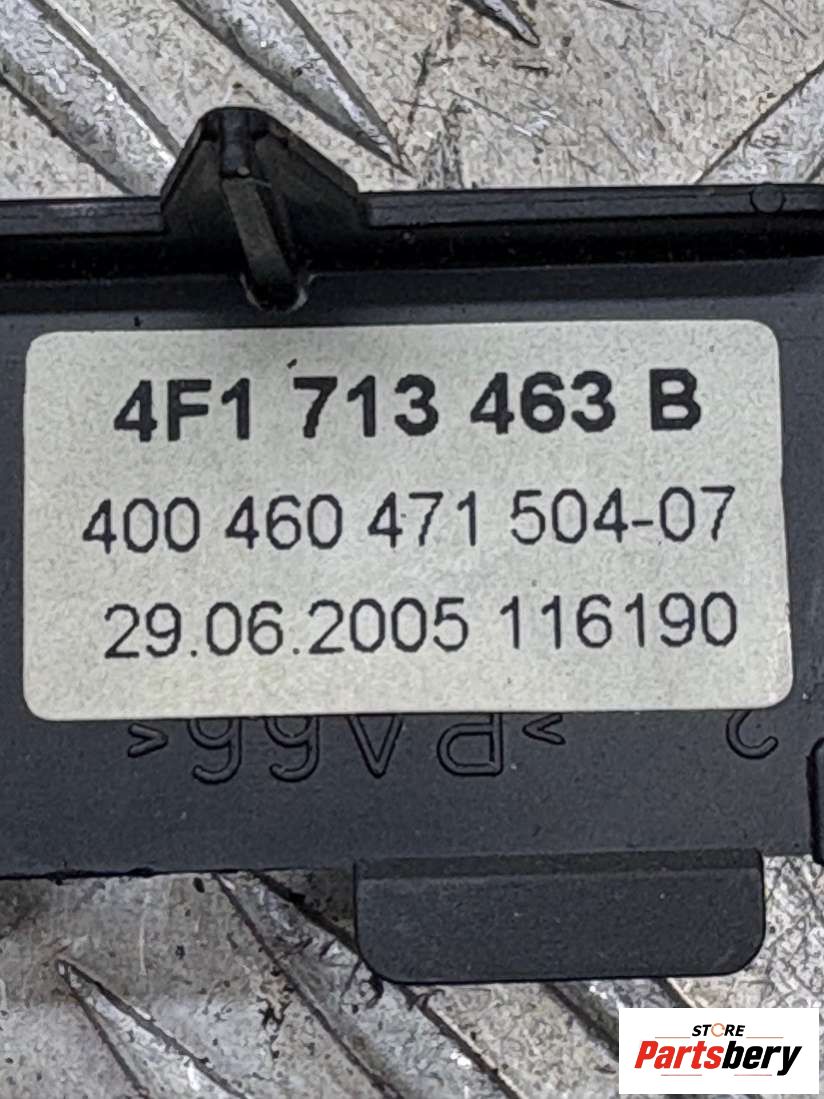 4F1 713 463 B
400 460 471 504-07
29.06.2005 116190
>PA66<
STORE
Partsbery